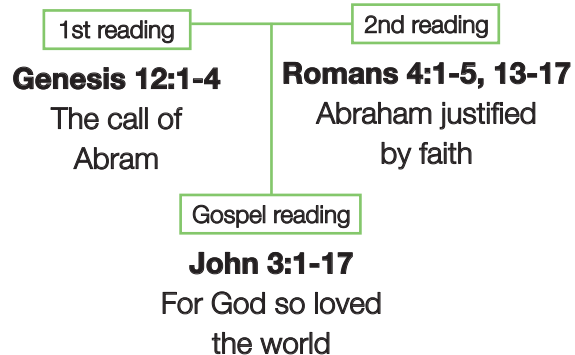 1st reading
Genesis 12:1-4
The call of
Abram
2nd reading
Romans 4:1-5, 13-17
Abraham justified
by faith
Gospel reading
John 3:1-17
For God so loved
the world